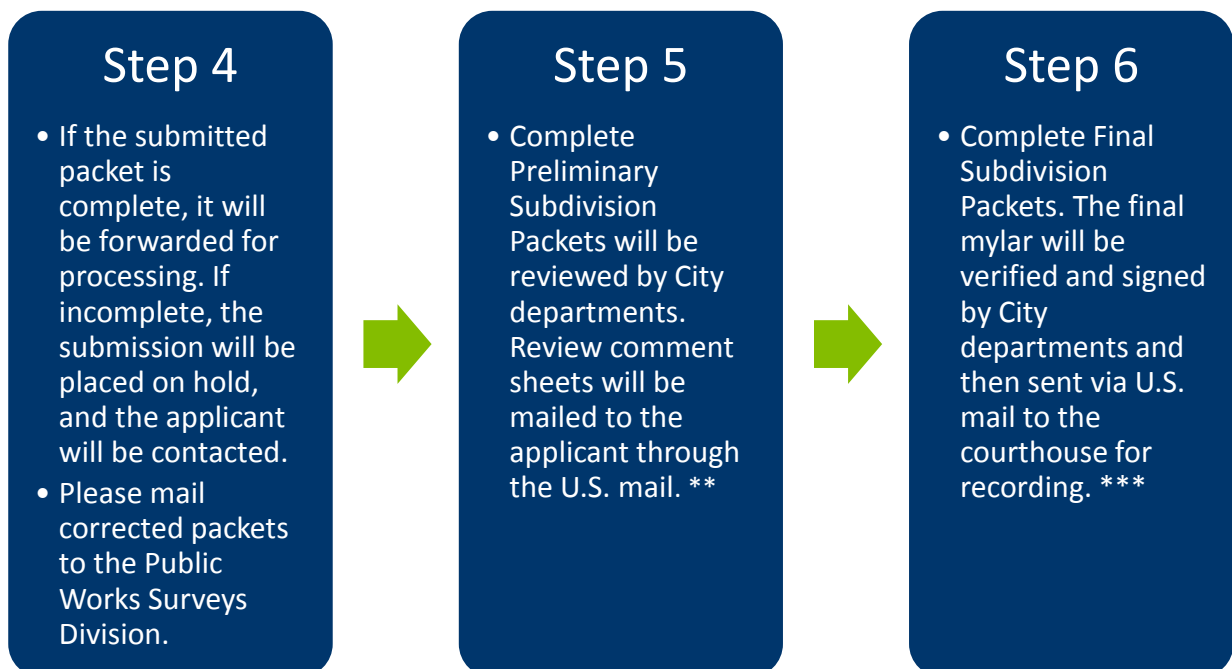 Step 4
• If the submitted
packet is
complete, it will
be forwarded for
processing. If
incomplete, the
submission will be
placed on hold,
and the applicant
will be contacted.
• Please mail
corrected packets
to the Public
Works Surveys
Division.
Step 5
• Complete
Preliminary
Subdivision
Packets will be
reviewed by City
departments.
Review comment
sheets will be
mailed to the
applicant through
the U.S. mail. **
Step 6
• Complete Final
Subdivision
Packets. The final
mylar will be
verified and signed
by City
departments and
then sent via U.S.
mail to the
courthouse for
recording. ***